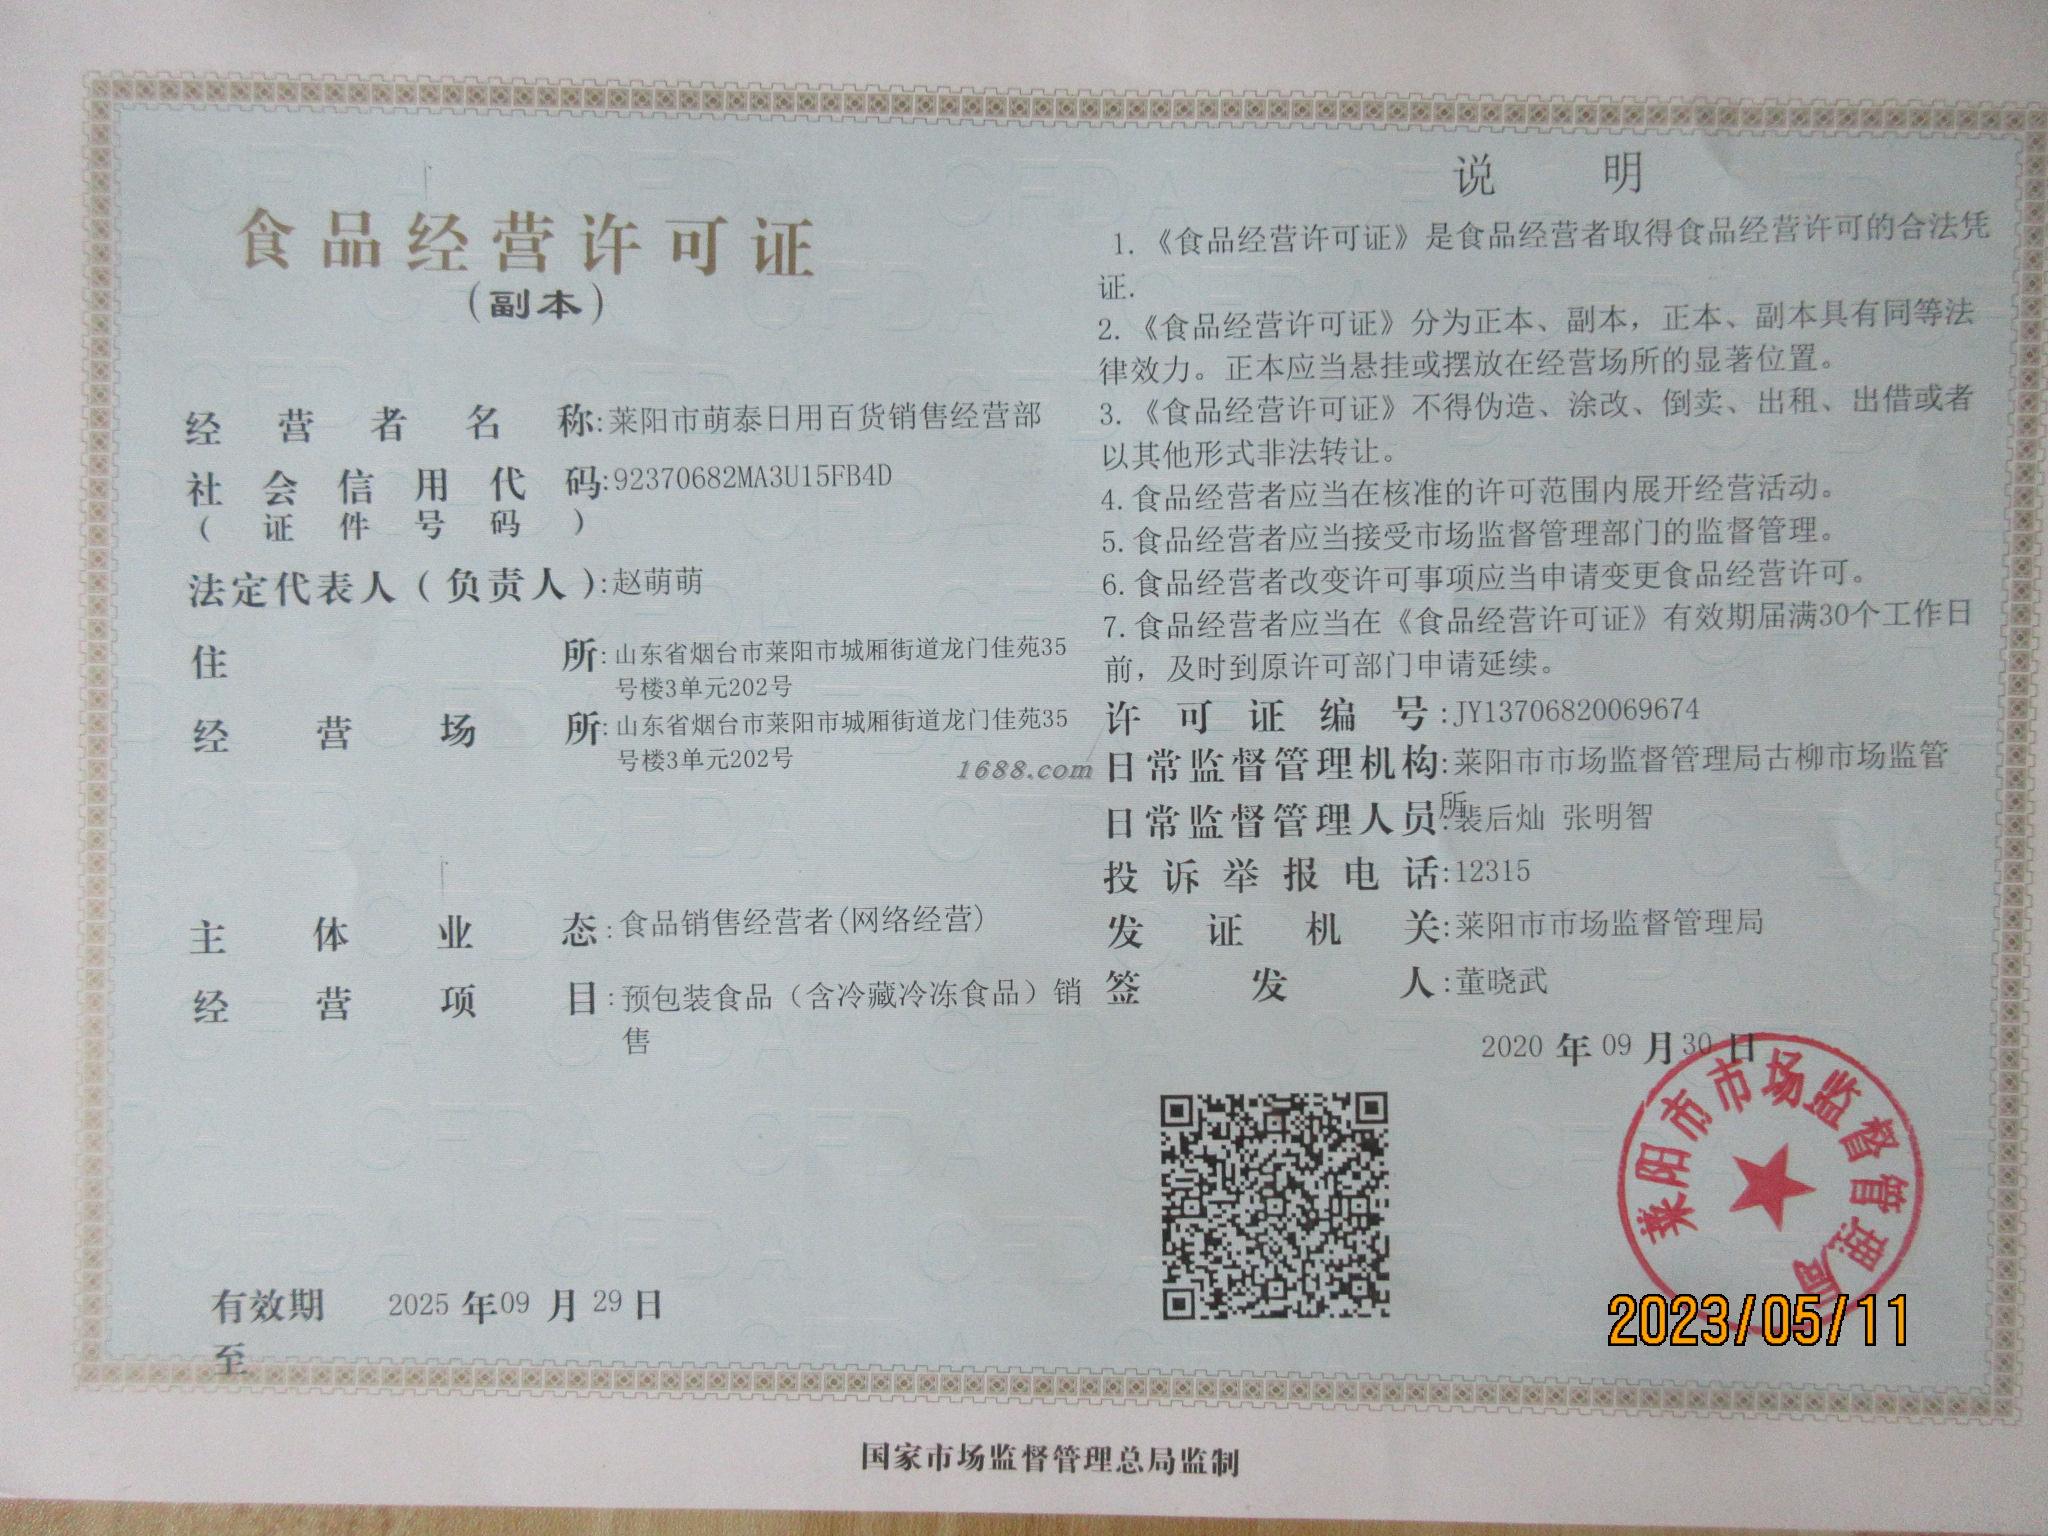 食品经营许可证
(副本)
经营者名称:莱阳市萌泰日用百货销售经营部
社会信用代码:92370682MA3U15FB4D
(证件号码)
法定代表人(负责人):赵萌萌
住所:山东省烟台市莱阳市城厢街道龙门佳苑35
号楼3单元202号
经营场所:山东省烟台市莱阳市城厢街道龙门佳苑35
号楼3单元202号
主体业态:食品销售经营者(网络经营)
经营项目:预包装食品（含冷藏冷冻食品）销
售
有效期 2025 年 09 月 29 日
至
1688.com
说明
1.《食品经营许可证》是食品经营者取得食品经营许可的合法凭
证.
2.《食品经营许可证》分为正本、副本，正本、副本具有同等法
律效力。正本应当悬挂或摆放在经营场所的显著位置。
3.《食品经营许可证》不得伪造、涂改、倒卖、出租、出借或者
以其他形式非法转让。
4.食品经营者应当在核准的许可范围内展开经营活动。
5.食品经营者应当接受市场监督管理部门的监督管理。
6.食品经营者改变许可事项应当申请变更食品经营许可。
7.食品经营者应当在《食品经营许可证》有效期届满30个工作日
前，及时到原许可部门申请延续。
许可证编号:JY13706820069674
日常监督管理机构:莱阳市市场监督管理局古柳市场监管
所
日常监督管理人员:裴后灿 张明智
投诉举报电话:12315
发证机关:莱阳市市场监督管理局
签发人:董晓武
2020 年 09 月 30 日
莱阳市市场监督管理局
2023/05/11
国家市场监督管理总局监制